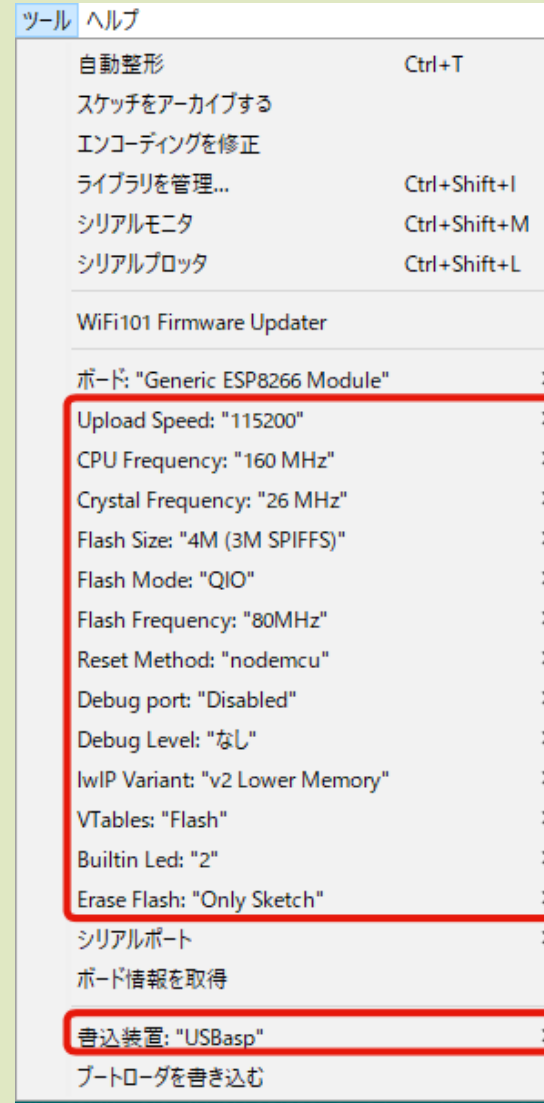 ツール ヘルプ
自動整形 Ctrl+T
スケッチをアーカイブする
エンコーディングを修正
ライブラリを管理... Ctrl+Shift+I
シリアルモニタ Ctrl+Shift+M
シリアルプロッタ Ctrl+Shift+L
WiFi101 Firmware Updater
ボード: "Generic ESP8266 Module"
Upload Speed: "115200"
CPU Frequency: "160 MHz"
Crystal Frequency: "26 MHz"
Flash Size: "4M (3M SPIFFS)"
Flash Mode: "QIO"
Flash Frequency: "80MHz"
Reset Method: "nodemcu"
Debug port: "Disabled"
Debug Level: "なし"
lwIP Variant: "v2 Lower Memory"
VTables: "Flash"
Builtin Led: "2"
Erase Flash: "Only Sketch"
シリアルポート
ボード情報を取得
書込装置: "USBasp"
ブートローダを書き込む